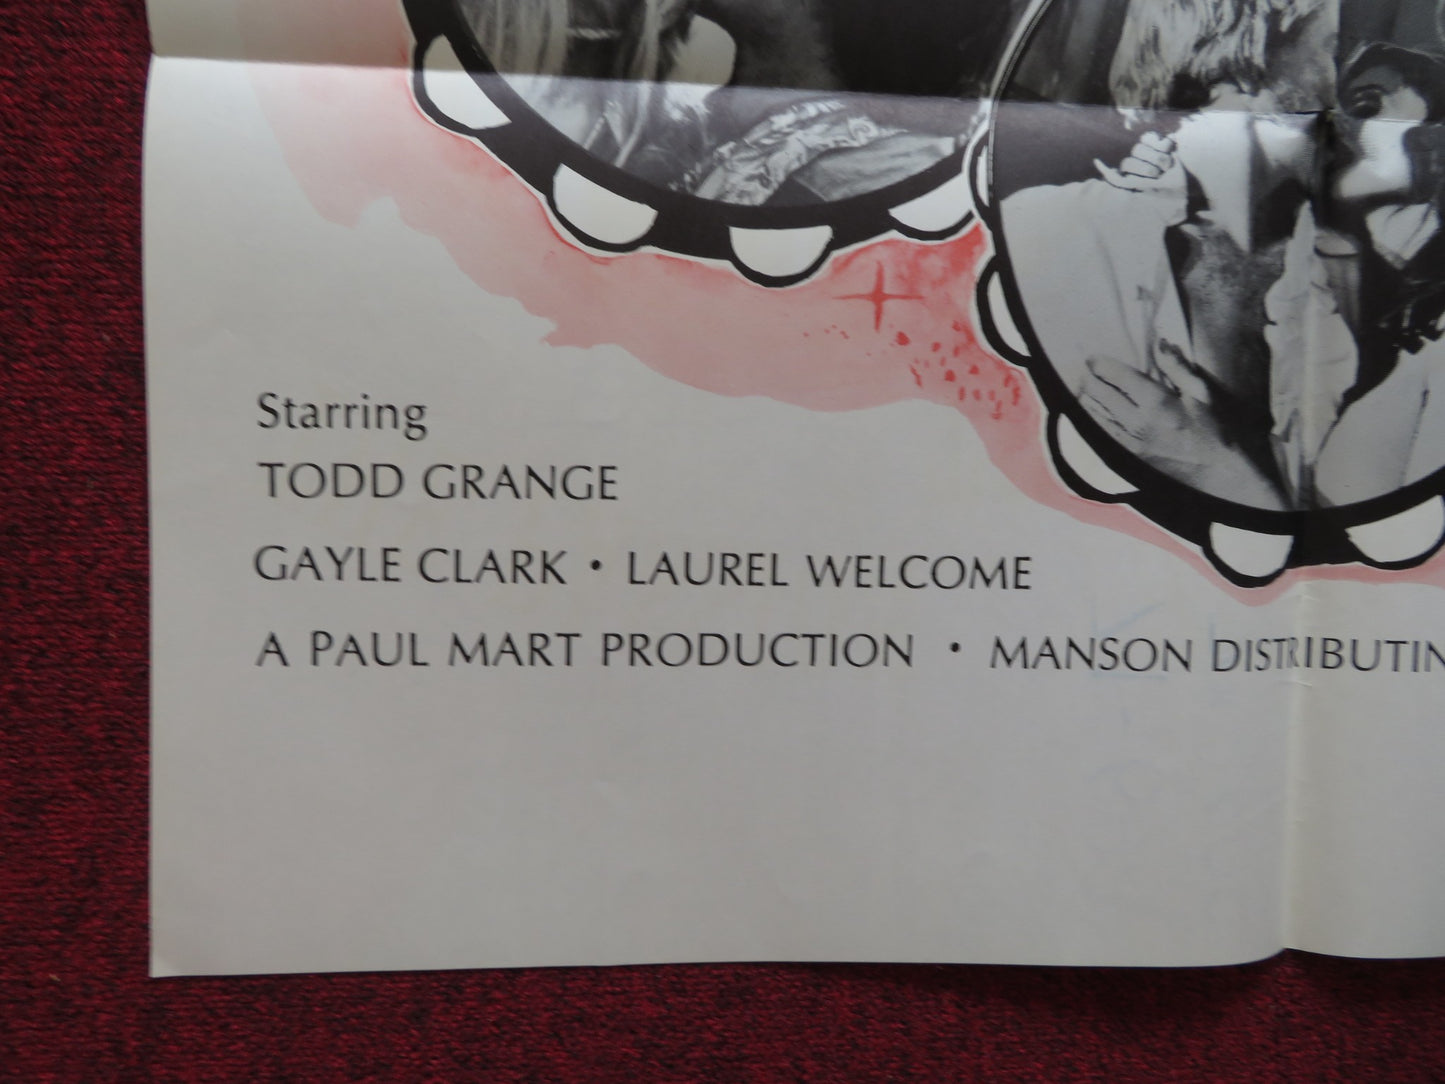 Starring
TODD GRANGE
GAYLE CLARK • LAUREL WELCOME
A PAUL MART PRODUCTION • MANSON DISTRIBUTIN